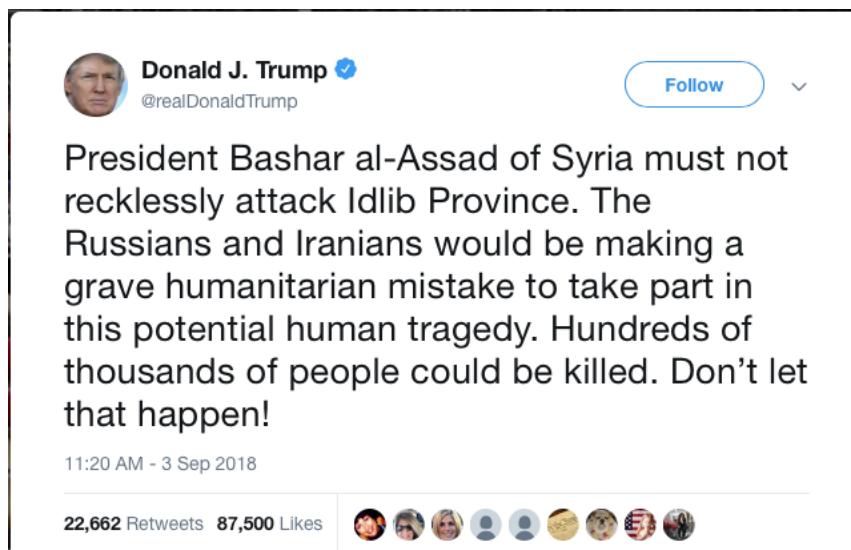 Donald J. Trump
@realDonaldTrump
Follow
President Bashar al-Assad of Syria must not
recklessly attack Idlib Province. The
Russians and Iranians would be making a
grave humanitarian mistake to take part in
this potential human tragedy. Hundreds of
thousands of people could be killed. Don’t let
that happen!
11:20 AM - 3 Sep 2018
22,662 Retweets 87,500 Likes